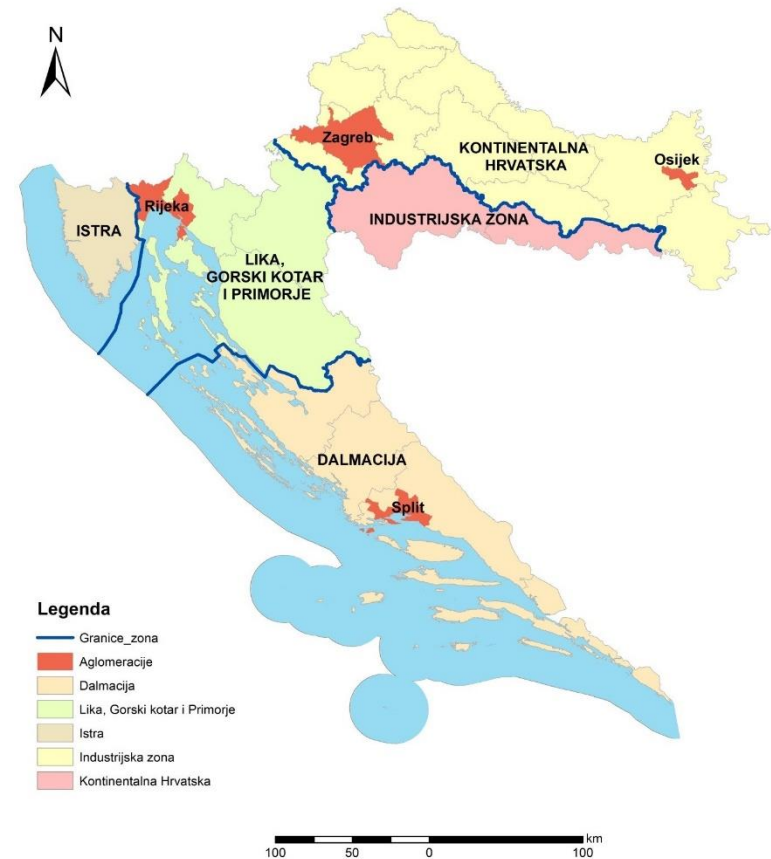 N
Zagreb
KONTINENTALNA
HRVATSKA
Osijek
Rijeka
ISTRA
INDUSTRIJSKA ZONA
LIKA,
GORSKI KOTAR
I PRIMORJE
DALMACIJA
Split
Legenda
Granice_zona
Aglomeracije
Dalmacija
Lika, Gorski kotar i Primorje
Istra
Industrijska zona
Kontinentalna Hrvatska
km
100 50 0 100